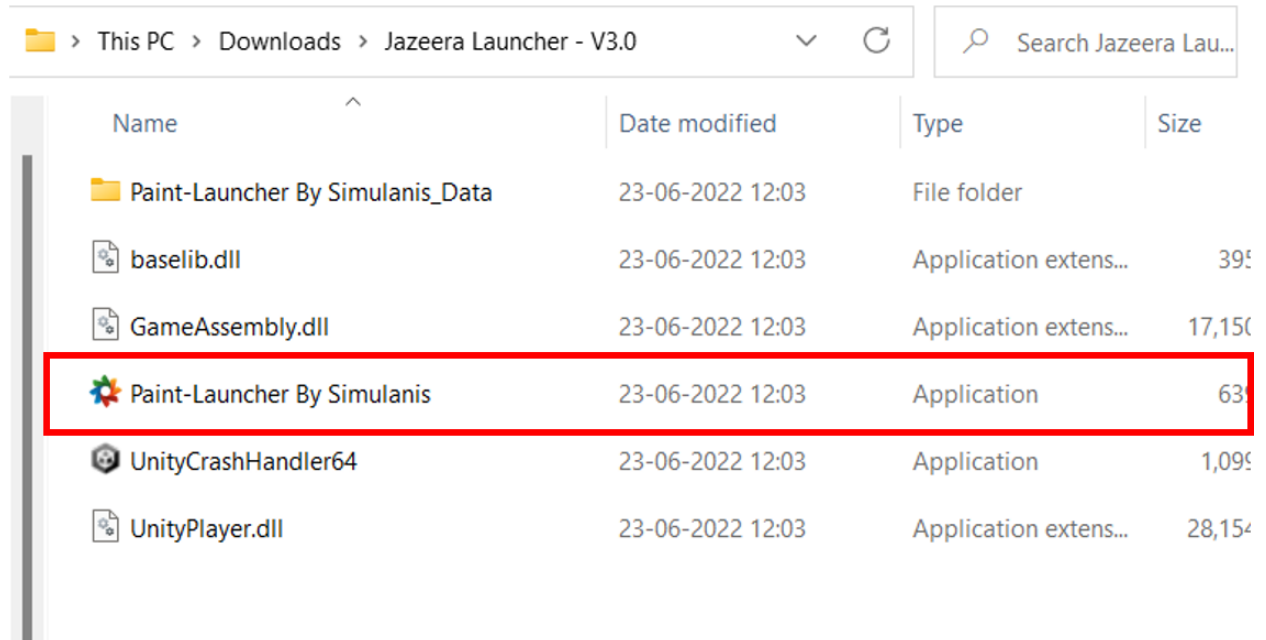 This PC > Downloads > Jazeera Launcher - V3.0 Search Jazeera Lau...
Name Date modified Type Size
Paint-Launcher By Simulanis_Data 23-06-2022 12:03 File folder
baselib.dll 23-06-2022 12:03 Application extens...
GameAssembly.dll 23-06-2022 12:03 Application extens...
Paint-Launcher By Simulanis 23-06-2022 12:03 Application
UnityCrashHandler64 23-06-2022 12:03 Application
UnityPlayer.dll 23-06-2022 12:03 Application extens...